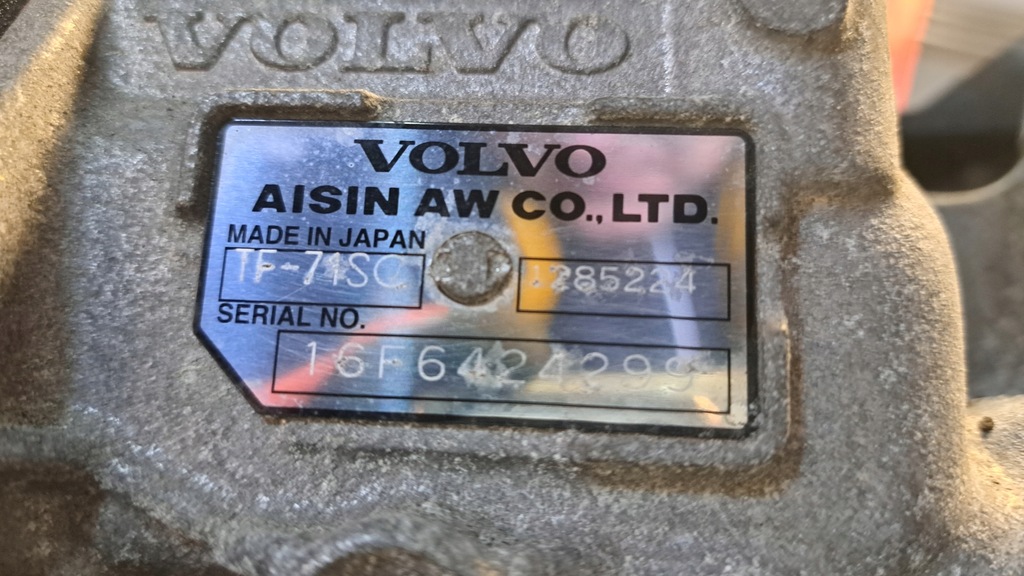 VOLVO
VOLVO
AISIN AW CO., LTD.
MADE IN JAPAN
TF-71SC 1285224
SERIAL NO.
16F6424299